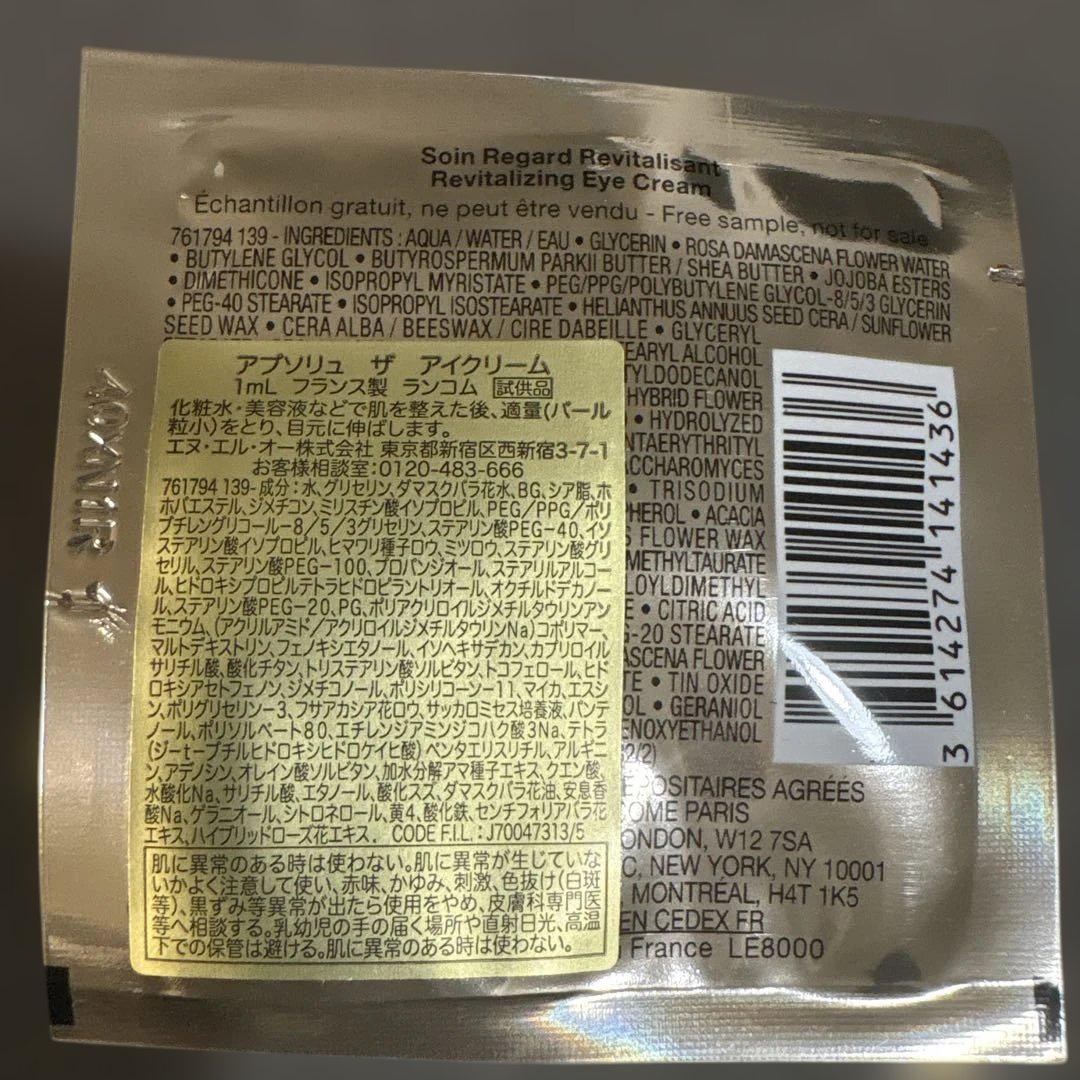 Soin Regard Revitalisant
Revitalizing Eye Cream
Échantillon gratuit, ne peut être vendu - Free sample, not for sale
761794 139 - INGREDIENTS : AQUA / WATER / EAU • GLYCERIN • ROSA DAMASCENA FLOWER WATER
• BUTYLENE GLYCOL • BUTYROSPERMUM PARKII BUTTER / SHEA BUTTER • JOJOBA ESTERS
• DIMETHICONE • ISOPROPYL MYRISTATE • PEG/PPG/POLYBUTYLENE GLYCOL-8/5/3 GLYCERIN
• PEG-40 STEARATE • ISOPROPYL ISOSTEARATE • HELIANTHUS ANNUUS SEED CERA / SUNFLOWER
SEED WAX • CERA ALBA / BEESWAX / CIRE DABEILLE • GLYCERYL
EARYL ALCOHOL
TYLDODECANOL
HYBRID FLOWER
• HYDROLYZED
NTAERYTHRITYL
CCHAROMYCES
• TRISODIUM
PHEROL • ACACIA
S FLOWER WAX
METHYLTAURATE
LOYLDIMETHYL
E • CITRIC ACID
G-20 STEARATE
ASCENA FLOWER
TE • TIN OXIDE
OL • GERANIOL
ENOXYETHANOL
2/2)
EPOSITAIRES AGRÉÉS
OME PARIS
ONDON, W12 7SA
C, NEW YORK, NY 10001
MONTRÉAL, H4T 1K5
EN CEDEX FR
France LE8000
アプソリュ ザ アイクリーム
1mL フランス製 ランコム 試供品
化粧水・美容液などで肌を整えた後、適量(パール
粒小)をとり、目元に伸ばします。
エヌ・エル・オー株式会社 東京都新宿区西新宿3-7-1
お客様相談室:0120-483-666
761794 139-成分:水、グリセリン、ダマスクバラ花水、BG、シア脂、ホ
ホバエステル、ジメチコン、ミリスチン酸イソプロピル、PEG/PPG/ポリ
ブチレングリコール-8/5/3グリセリン、ステアリン酸PEG-40、イソ
ステアリン酸イソプロピル、ヒマワリ種子ロウ、ミツロウ、ステアリン酸グリ
セリル、ステアリン酸PEG-100、プロパンジオール、ステアリルアルコー
ル、ヒドロキシプロピルテトラヒドロピラントリオール、オクチルドデカノー
ル、ステアリン酸PEG-20、PG、ポリアクリロイルジメチルタウリンアン
モニウム、(アクリルアミド/アクリロイルジメチルタウリンNa)コポリマー、
マルトデキストリン、フェノキシエタノール、イソヘキサデカン、カプリロイル
サリチル酸、酸化チタン、トリステアリン酸ソルビタン、トコフェロール、ヒド
ロキシアセトフェノン、ジメチコノール、ポリシリコーン-11、マイカ、エスシ
ン、ポリグリセリン-3、フサアカシア花ロウ、サッカロミセス培養液、パンテ
ノール、ポリソルベート80、エチレンジアミンジコハク酸3Na、テトラ
(ジ-t-ブチルヒドロキシヒドロケイヒ酸)ペンタエリスリチル、アルギニ
ン、アデノシン、オレイン酸ソルビタン、加水分解アマ種子エキス、クエン酸、
水酸化Na、サリチル酸、エタノール、酸化スズ、ダマスクバラ花油、安息香
酸Na、ゲラニオール、シトロネロール、黄4、酸化鉄、センチフォリアバラ花
エキス、ハイブリッドローズ花エキス. CODE F.I.L. : J70047313/5
肌に異常のある時は使わない。肌に異常が生じていな
いかよく注意して使い、赤味、かゆみ、刺激、色抜け(白斑
等)、黒ずみ等異常が出たら使用をやめ、皮膚科専門医
等へ相談する。乳幼児の手の届く場所や直射日光、高温
下での保管は避ける。肌に異常のある時は使わない。
3 614274 141436
40YN1R